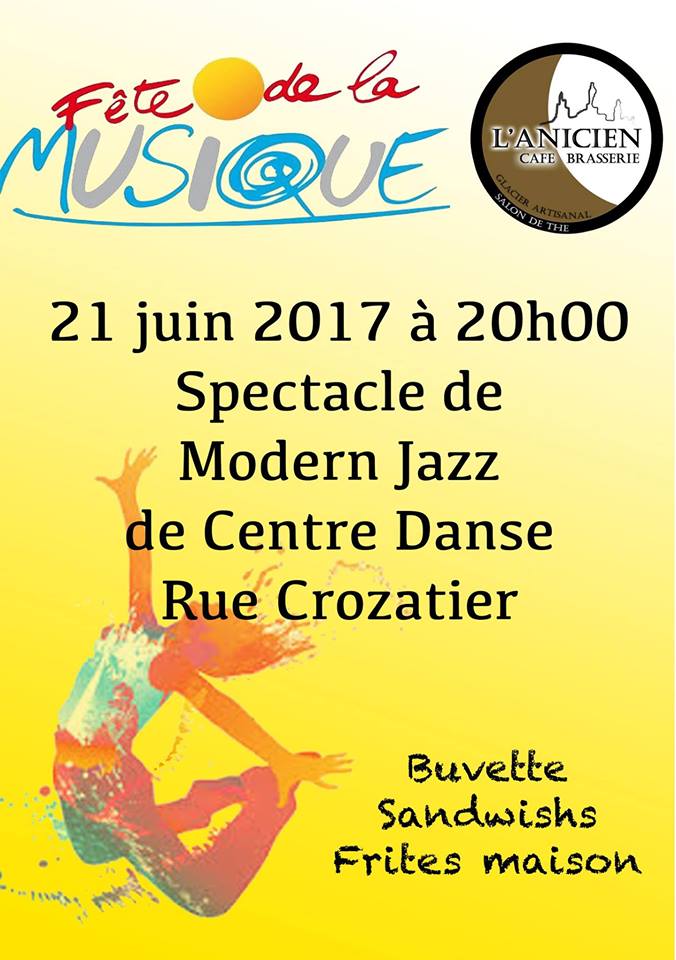 Fête de la
MUSIQUE
L'ANICIEN
CAFE BRASSERIE
GLACIER ARTISANAL
SALON DE THE
21 juin 2017 à 20h00
Spectacle de
Modern Jazz
de Centre Danse
Rue Crozatier
Buvette
Sandwishs
Frites maison